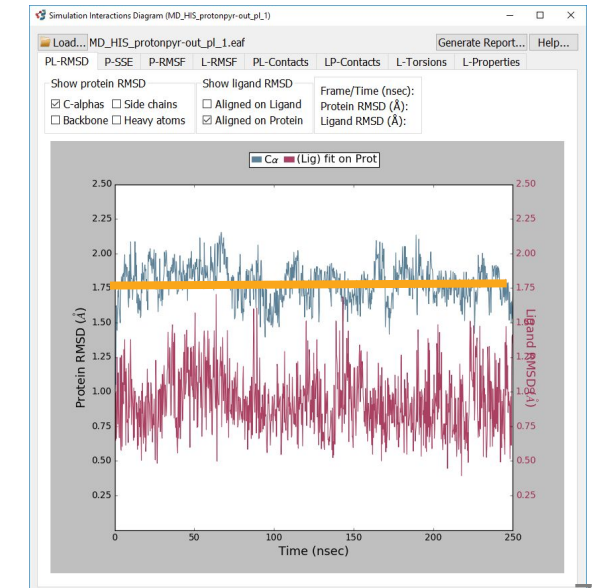 Simulation Interactions Diagram (MD_HIS_protonpyr-out_pl_1)
Load... MD_HIS_protonpyr-out_pl_1.eaf Generate Report... Help...
PL-RMSD P-SSE P-RMSF L-RMSF PL-Contacts LP-Contacts L-Torsions L-Properties
Show protein RMSD
C-alphas Side chains
Backbone Heavy atoms
Show ligand RMSD
Aligned on Ligand
Aligned on Protein
Frame/Time (nsec):
Protein RMSD (Å):
Ligand RMSD (Å):
Cα (Lig) fit on Prot
Protein RMSD (Å)
2.50
2.25
2.00
1.75
1.50
1.25
1.00
0.75
0.50
0.25
2.50
2.25
2.00
1.75
1.50
1.25
1.00
0.75
0.50
0.25
Ligand RMSD (Å)
0 50 100 150 200 250
Time (nsec)